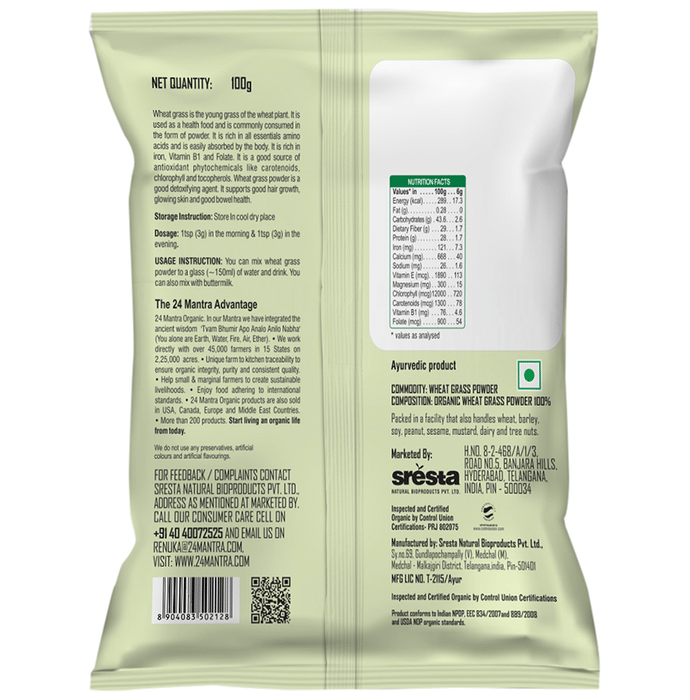 NET QUANTITY: 100g
Wheat grass is the young grass of the wheat plant. It is
used as a health food and is commonly consumed in
the form of powder. It is rich in all essentials amino
acids and is easily absorbed by the body. It is rich in
iron, Vitamin B1 and Folate. It is a good source of
antioxidant phytochemicals like carotenoids,
chlorophyll and tocopherols. Wheat grass powder is a
good detoxifying agent. It supports good hair growth,
glowing skin and good bowel health.
Storage Instruction: Store In cool dry place
Dosage: 1tsp (3g) in the morning & 1tsp (3g) in the
evening.
USAGE INSTRUCTION: You can mix wheat grass
powder to a glass (~150ml) of water and drink. You
can also mix with buttermilk.
The 24 Mantra Advantage
24 Mantra Organic. In our Mantra we have integrated the
ancient wisdom 'Tvam Bhumir Apo Analo Anilo Nabha'
(You alone are Earth, Water, Fire, Air, Ether). • We work
directly with over 45,000 farmers in 15 States on
2,25,000 acres. • Unique farm to kitchen traceability to
ensure organic integrity, purity and consistent quality.
• Help small & marginal farmers to create sustainable
livelihoods. • Enjoy food adhering to international
standards. • 24 Mantra Organic products are also sold
in USA, Canada, Europe and Middle East Countries.
• More than 200 products. Start living an organic life
from today.
We do not use any preservatives, artificial
colours and artificial flavourings.
FOR FEEDBACK / COMPLAINTS CONTACT
SRESTA NATURAL BIOPRODUCTS PVT. LTD.,
ADDRESS AS MENTIONED AT MARKETED BY.
CALL OUR CONSUMER CARE CELL ON
+91 40 40072525 AND EMAIL US ON
RENUKA@24MANTRA.COM,
VISIT: WWW.24MANTRA.COM
8 904083 502128
NUTRITION FACTS
Values* in ..... 100g ... 6g
Energy (kcal)..... 289 .. 17.3
Fat (g)..... 0.28 ... 0
Carbohydrates (g) 43.6 ... 2.6
Dietary Fiber (g) .. 29 ... 1.7
Protein (g) ..... 28 ... 1.7
Iron (mg) ..... 121 ... 7.3
Calcium (mg)..... 668 ... 40
Sodium (mg) ..... 26 ... 1.6
Vitamin E (mcg) .. 1890 .. 113
Magnesium (mg) .. 300 ... 15
Chlorophyll (mcg)12000 .. 720
Carotenoids (mcg) 1300 ... 78
Vitamin B1 (mg) ... 76 ... 4.6
Folate (mcg) ..... 900 ... 54
* values as analysed
Ayurvedic product
COMMODITY: WHEAT GRASS POWDER
COMPOSITION: ORGANIC WHEAT GRASS POWDER 100%
Packed in a facility that also handles wheat, barley,
soy, peanut, sesame, mustard, dairy and tree nuts.
Marketed By:
srėsta
NATURAL BIOPRODUCTS PVT. LTD.
H.NO. 8-2-468/A/1/3,
ROAD NO.5, BANJARA HILLS,
HYDERABAD, TELANGANA,
INDIA, PIN - 500034
Inspected and Certified
Organic by Control Union
Certifications- PRJ 802975
Manufactured by: Sresta Natural Bioproducts Pvt. Ltd.,
Sy.no.69, Gundlapochampally (V), Medchal (M).
Medchal - Malkajgiri District, Telangana,india, Pin-501401
MFG LIC NO. T-2115/Ayur
Inspected and Certified Organic by Control Union Certifications
Product conforms to Indian NPOP, EEC 834/2007and 889/2008
and USDA NOP organic standards.